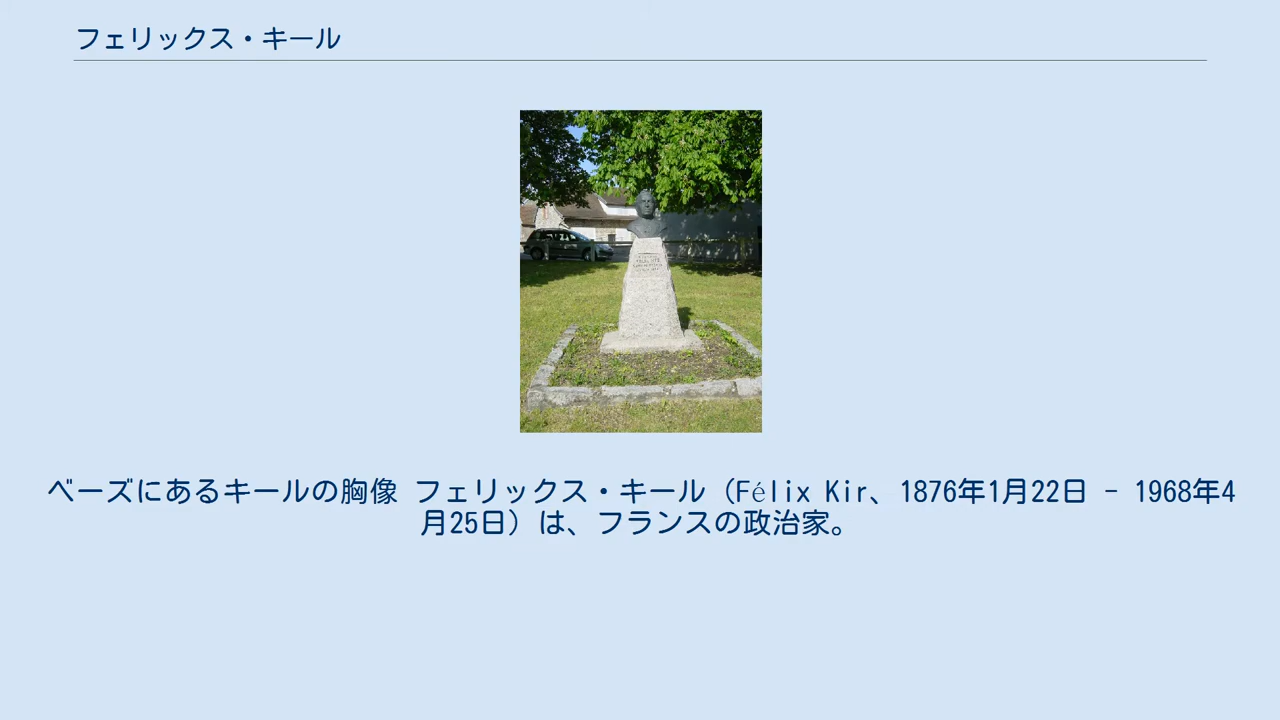 フェリックス・キール
ベーズにあるキールの胸像 フェリックス・キール（Félix Kir、1876年1月22日 - 1968年4
月25日）は、フランスの政治家。